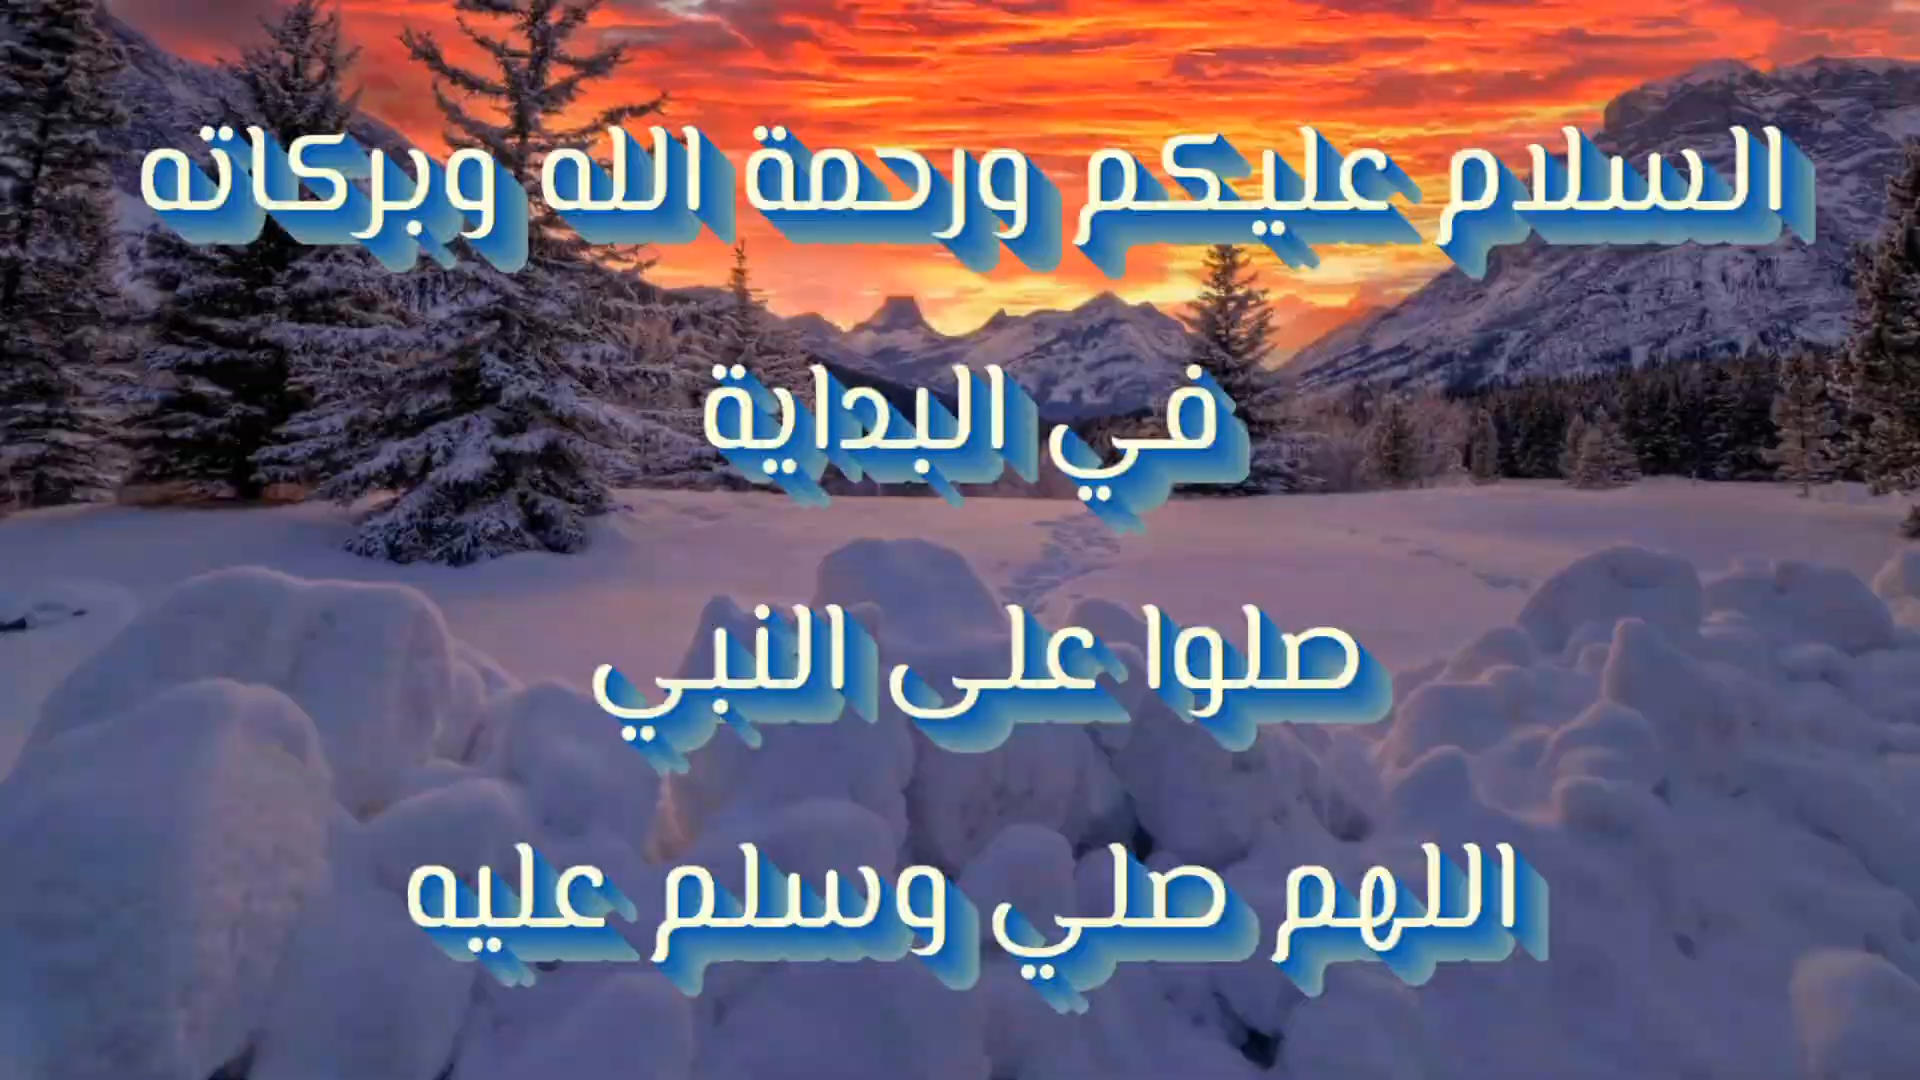 السلام عليكم ورحمة الله وبركاته
في البداية
صلوا على النبي
اللهم صلي وسلم عليه